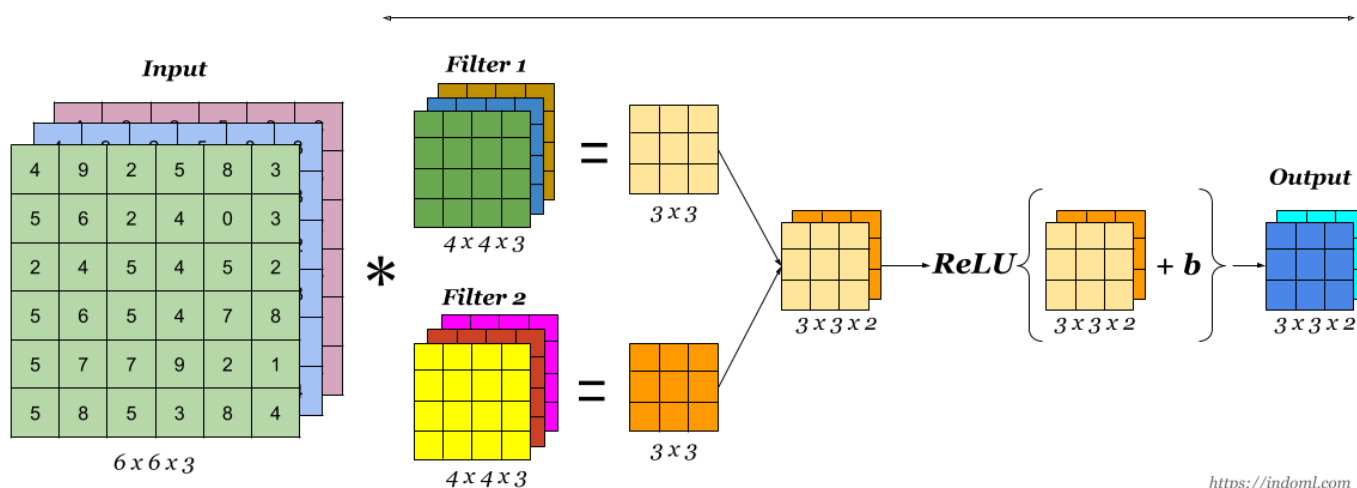 Input
4 9 2 5 8 3
5 6 2 4 0 3
2 4 5 4 5 2
5 6 5 4 7 8
5 7 7 9 2 1
5 8 5 3 8 4
6 x 6 x 3
*
Filter 1
4 x 4 x 3
=
3 x 3
Filter 2
4 x 4 x 3
=
3 x 3
3 x 3 x 2
ReLU { + b }
3 x 3 x 2
Output
3 x 3 x 2
https://indoml.com